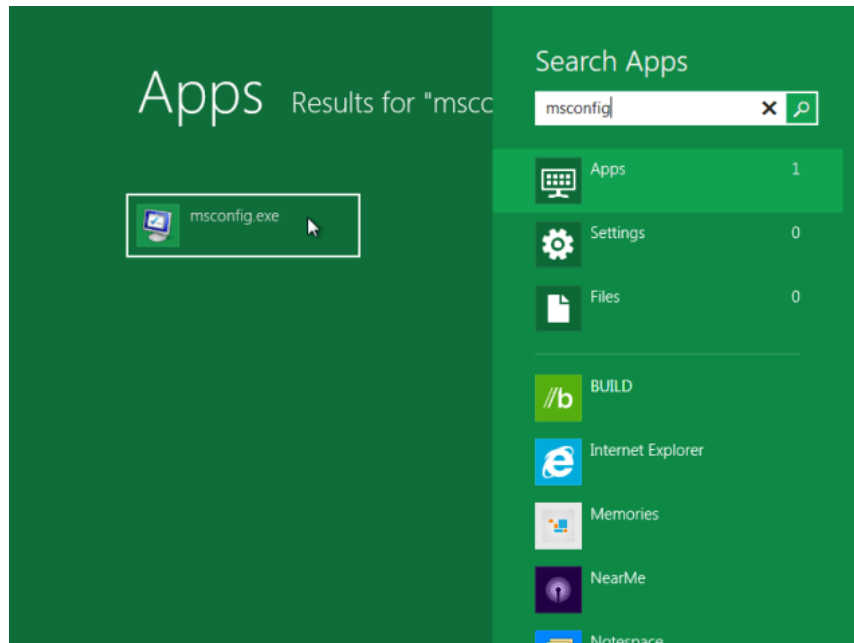 Apps Results for "mscc
msconfig.exe
Search Apps
msconfig
Apps 1
Settings 0
Files 0
//b BUILD
Internet Explorer
Memories
NearMe
Notespace